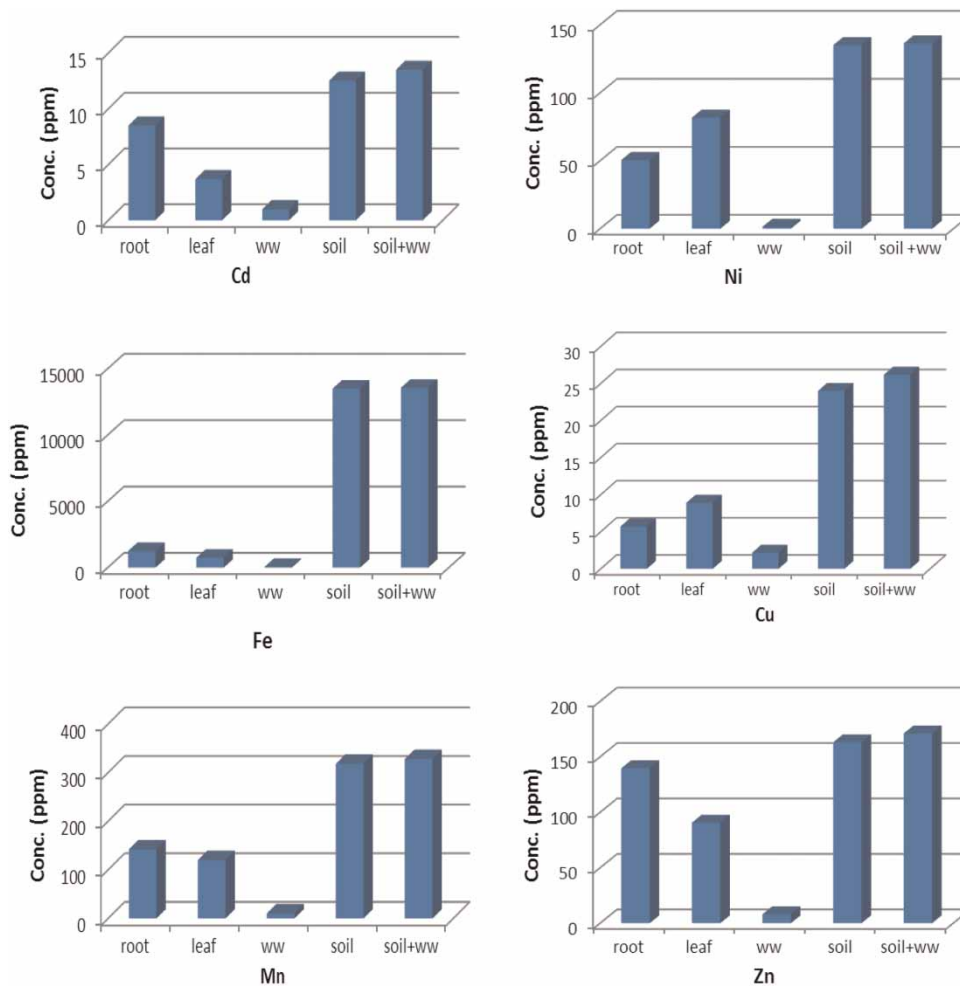 Conc. (ppm)
15
10
5
0
root leaf ww soil soil+ww
Cd
Conc. (ppm)
150
100
50
0
root leaf ww soil soil +ww
Ni
Conc. (ppm)
15000
10000
5000
0
root leaf ww soil soil+ww
Fe
Conc. (ppm)
30
25
20
15
10
5
0
root leaf ww soil soil+ww
Cu
Conc. (ppm)
400
300
200
100
0
root leaf ww soil soil+ww
Mn
Conc. (ppm)
200
150
100
50
0
root leaf ww soil soil+ww
Zn